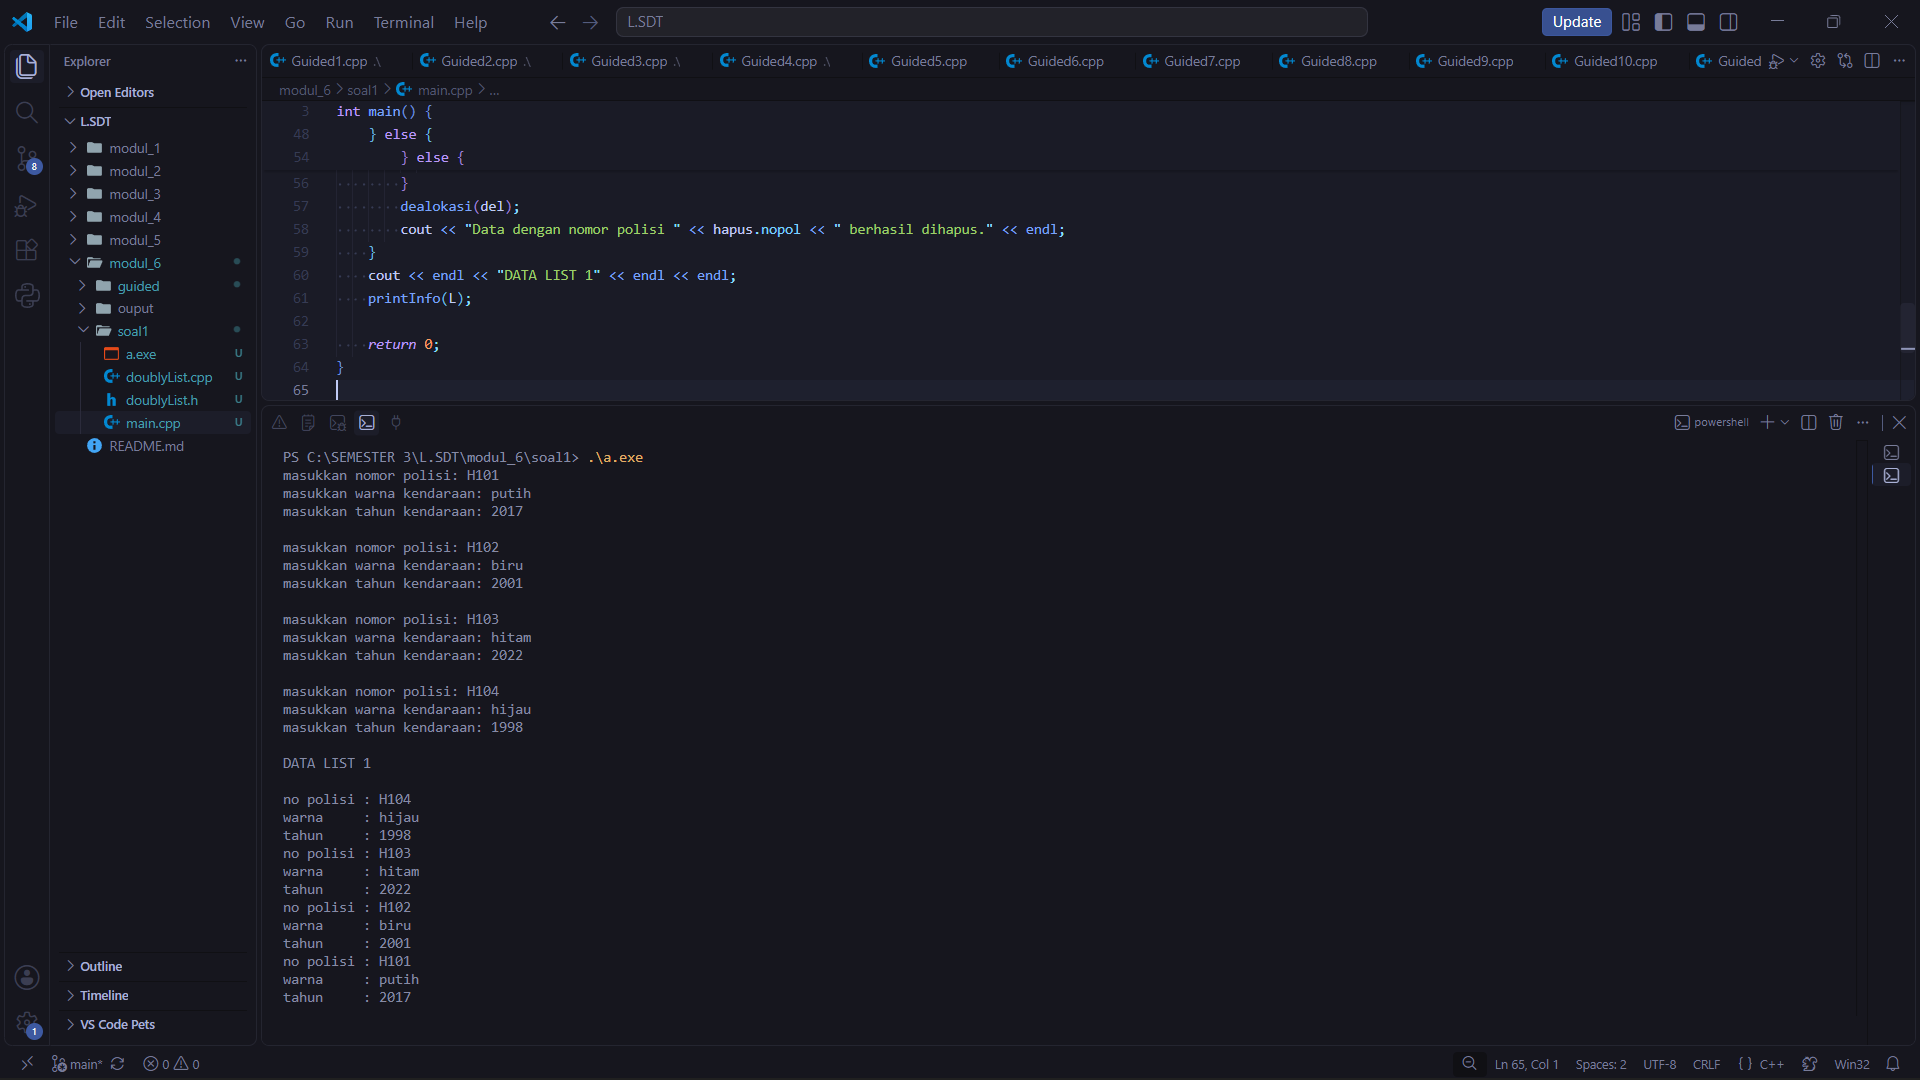 File Edit Selection View Go Run Terminal Help
L.SDT
Update
Explorer
Open Editors
L.SDT
modul_1
modul_2
modul_3
modul_4
modul_5
modul_6
guided
ouput
soal1
a.exe U
doublyList.cpp U
doublyList.h U
main.cpp U
README.md
Outline
Timeline
VS Code Pets
8
1
Guided1.cpp .\ Guided2.cpp .\ Guided3.cpp .\ Guided4.cpp .\ Guided5.cpp Guided6.cpp Guided7.cpp Guided8.cpp Guided9.cpp Guided10.cpp Guided
modul_6 > soal1 > main.cpp > ...
3 int main() {
48 } else {
54 } else {
56 }
57 dealokasi(del);
58 cout << "Data dengan nomor polisi " << hapus.nopol << " berhasil dihapus." << endl;
59 }
60 cout << endl << "DATA LIST 1" << endl << endl;
61 printInfo(L);
62
63 return 0;
64 }
65
powershell
PS C:\SEMESTER 3\L.SDT\modul_6\soal1> .\a.exe
masukkan nomor polisi: H101
masukkan warna kendaraan: putih
masukkan tahun kendaraan: 2017
masukkan nomor polisi: H102
masukkan warna kendaraan: biru
masukkan tahun kendaraan: 2001
masukkan nomor polisi: H103
masukkan warna kendaraan: hitam
masukkan tahun kendaraan: 2022
masukkan nomor polisi: H104
masukkan warna kendaraan: hijau
masukkan tahun kendaraan: 1998
DATA LIST 1
no polisi : H104
warna     : hijau
tahun     : 1998
no polisi : H103
warna     : hitam
tahun     : 2022
no polisi : H102
warna     : biru
tahun     : 2001
no polisi : H101
warna     : putih
tahun     : 2017
main* 0 0 Ln 65, Col 1 Spaces: 2 UTF-8 CRLF {} C++ Win32